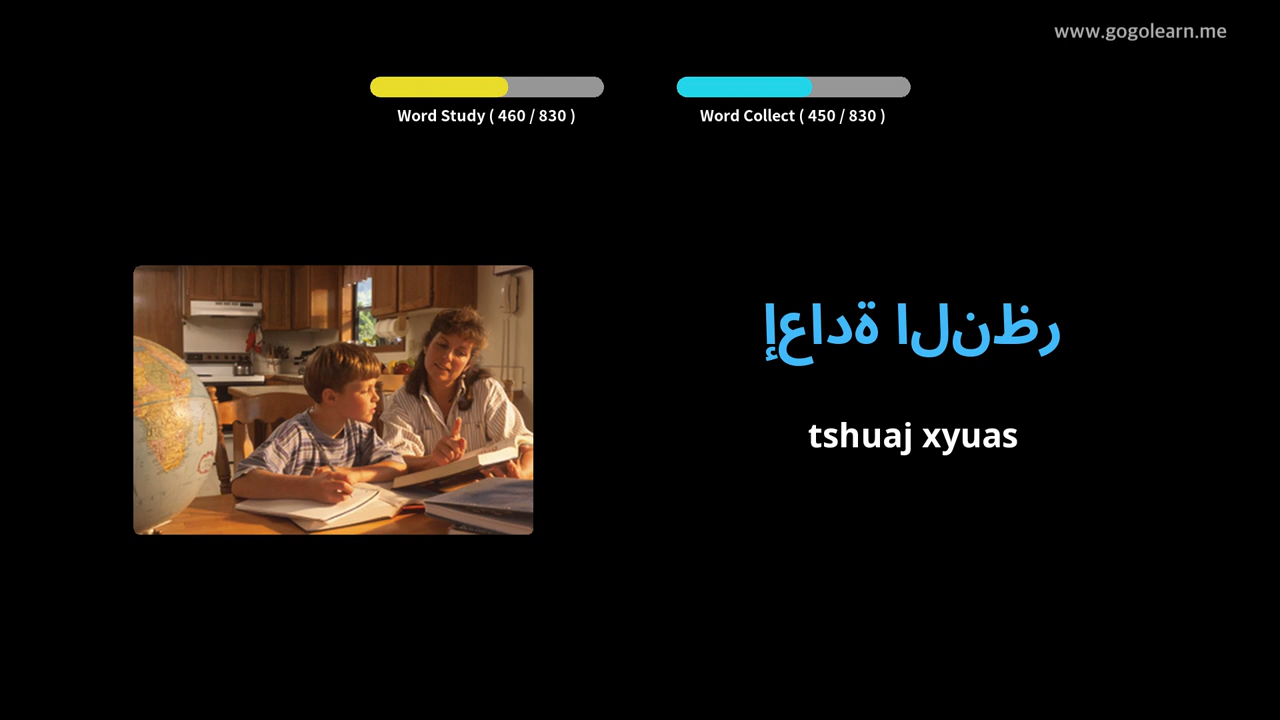 www.gogolearn.me
Word Study ( 460 / 830 )
Word Collect ( 450 / 830 )
إعادة النظر
tshuaj xyuas